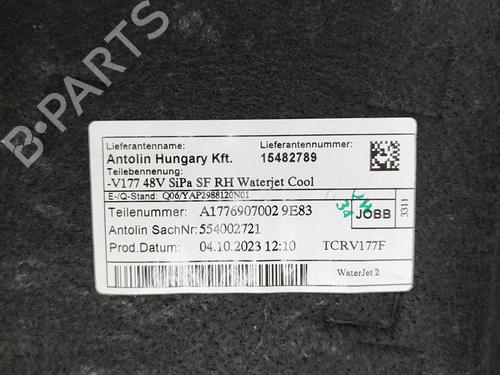 Lieferantenname:
Lieferantennummer:
Antolin Hungary Kft.
15482789
Teilebennenung:
-V177 48V SiPa SF RH Waterjet Cool
E-/Q-Stand: Q06/YAP2988120N01
Teilenummer: A1776907002 9E83
Antolin SachNr: 554002721
Prod.Datum: 04.10.2023 12:10
TCRV177F
JOBB
3311
WaterJet 2
B-PARTS